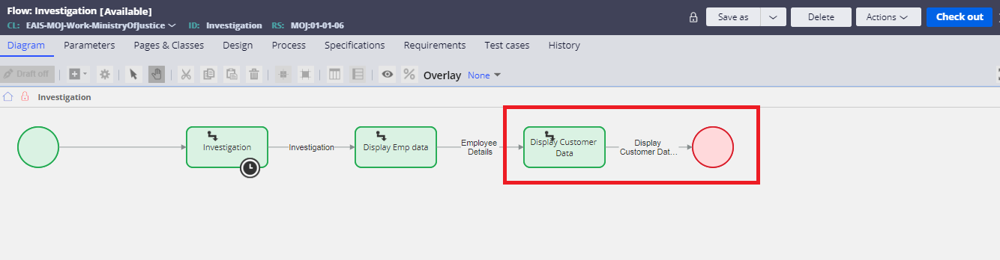 Flow: Investigation [Available]
CL: EAIS-MOJ-Work-MinistryOfJustice ID: Investigation RS: MOJ:01-01-06
Save as
Delete
Actions
Check out
Diagram Parameters Pages & Classes Design Process Specifications Requirements Test cases History
Draft off
Overlay None
Investigation
Investigation
Investigation
Display Emp data
Employee
Details
Display Customer
Data
Display
Customer Dat...